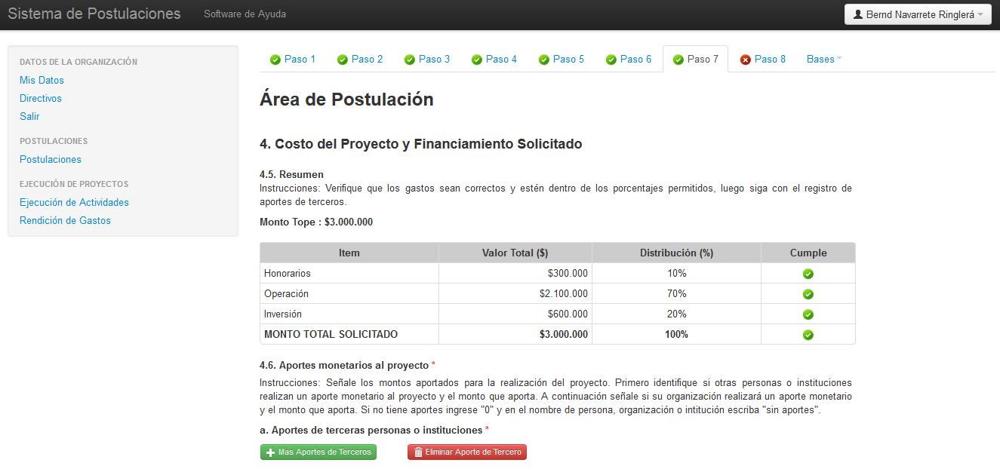 Sistema de Postulaciones
Software de Ayuda
Bernd Navarrete Ringlerá
DATOS DE LA ORGANIZACIÓN
Mis Datos
Directivos
Salir
POSTULACIONES
Postulaciones
EJECUCIÓN DE PROYECTOS
Ejecución de Actividades
Rendición de Gastos
Paso 1 Paso 2 Paso 3 Paso 4 Paso 5 Paso 6 Paso 7 Paso 8 Bases
Área de Postulación
4. Costo del Proyecto y Financiamiento Solicitado
4.5. Resumen
Instrucciones: Verifique que los gastos sean correctos y estén dentro de los porcentajes permitidos, luego siga con el registro de
aportes de terceros.
Monto Tope : $3.000.000
Item Valor Total ($) Distribución (%) Cumple
Honorarios $300.000 10%
Operación $2.100.000 70%
Inversión $600.000 20%
MONTO TOTAL SOLICITADO $3.000.000 100%
4.6. Aportes monetarios al proyecto *
Instrucciones: Señale los montos aportados para la realización del proyecto. Primero identifique si otras personas o instituciones
realizan un aporte monetario al proyecto y el monto que aporta. A continuación señale si su organización realizará un aporte monetario
y el monto que aporta. Si no tiene aportes ingrese "0" y en el nombre de persona, organización o intitución escriba "sin aportes".
a. Aportes de terceras personas o instituciones *
Mas Aportes de Terceros
Eliminar Aporte de Tercero